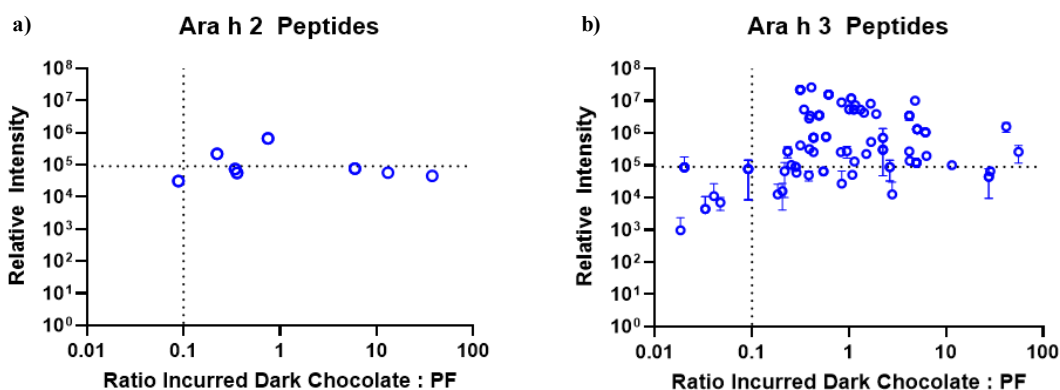 a)
Ara h 2 Peptides
10⁸
10⁷
10⁶
10⁵
10⁴
10³
10²
10¹
10⁰
Relative Intensity
0.01 0.1 1 10 100
Ratio Incurred Dark Chocolate : PF
b)
Ara h 3 Peptides
10⁸
10⁷
10⁶
10⁵
10⁴
10³
10²
10¹
10⁰
Relative Intensity
0.01 0.1 1 10 100
Ratio Incurred Dark Chocolate : PF